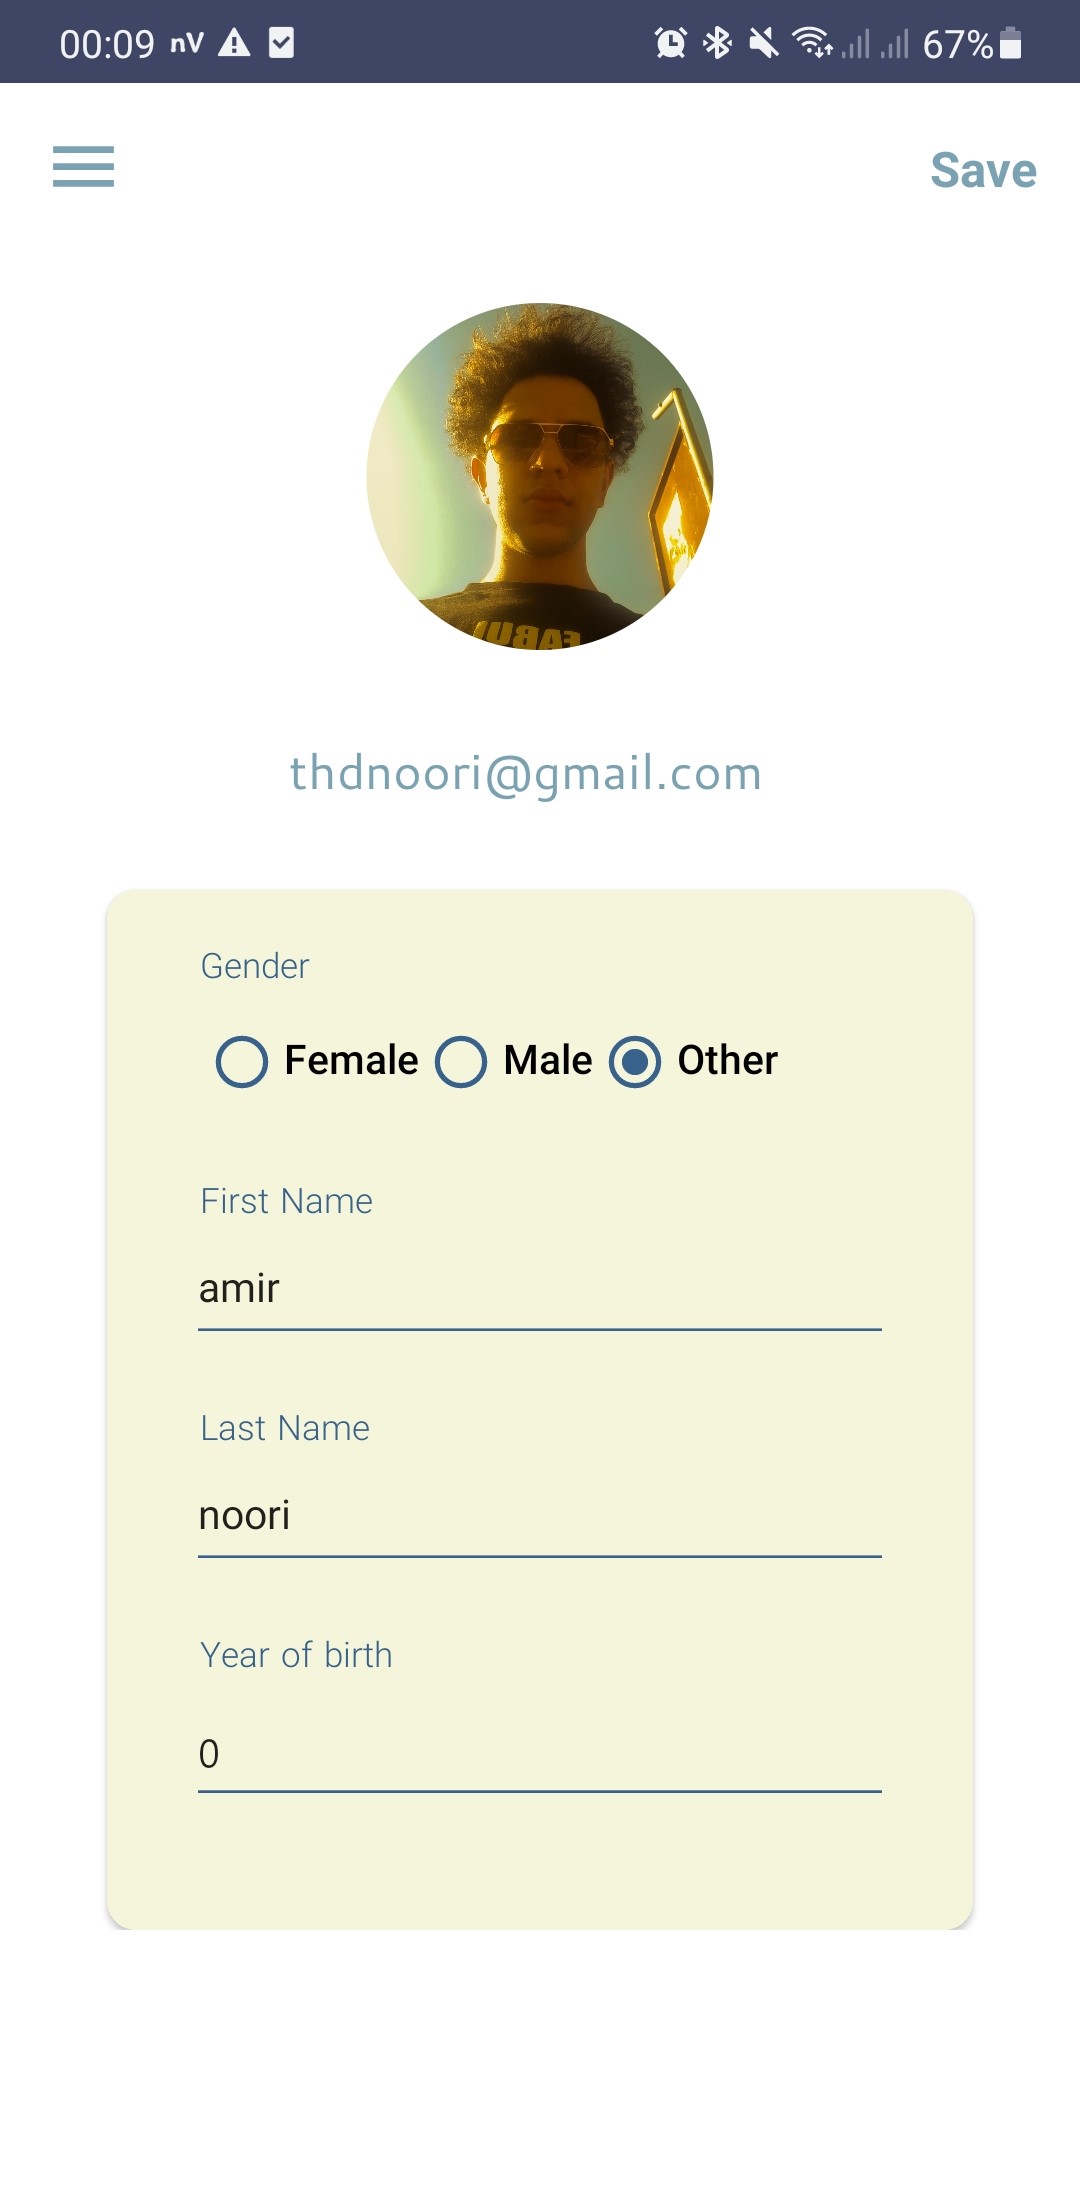 00:09 nV 67%
Save
FABU
thdnoori@gmail.com
Gender
Female Male Other
First Name
amir
Last Name
noori
Year of birth
0